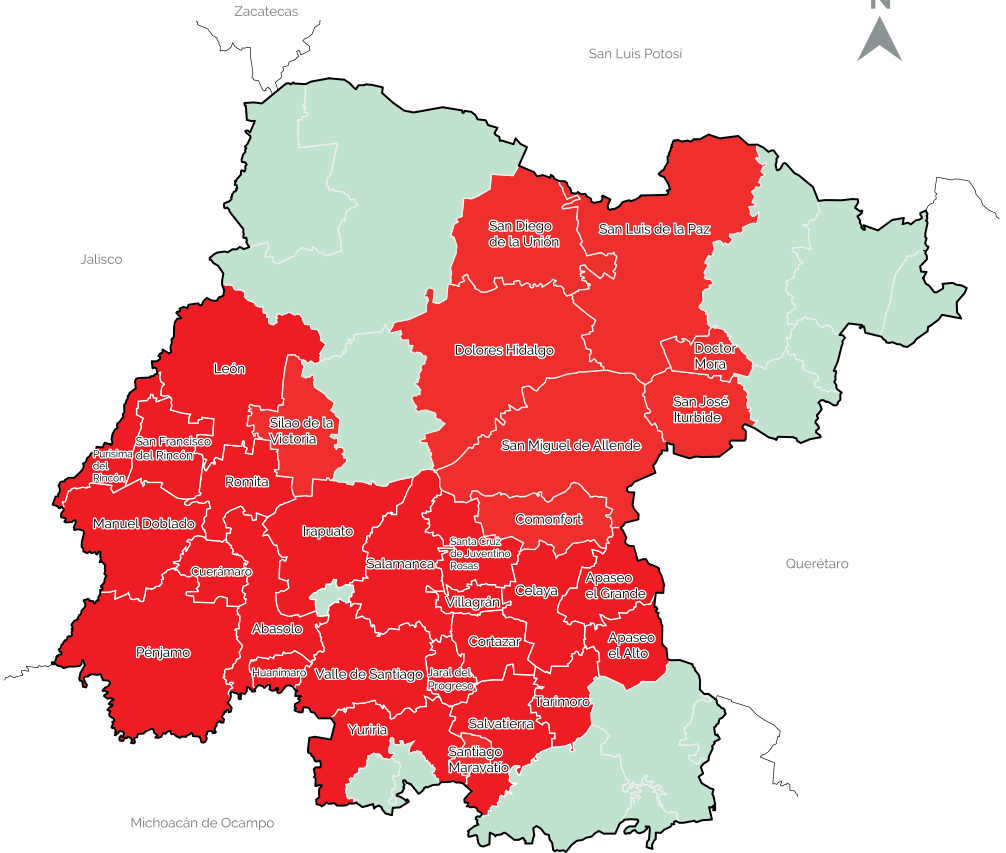 N
Zacatecas
San Luis Potosí
Jalisco
San Diego
de la Unión
San Luis de la Paz
Dolores Hidalgo
Doctor
Mora
León
San José
Iturbide
Silao de la
Victoria
San Miguel de Allende
San Francisco
del Rincón
Purísima
del
Rincón
Romita
Manuel Doblado
Irapuato
Comonfort
Santa Cruz
de Juventino
Rosas
Salamanca
Querétaro
Cuerámaro
Apaseo
el Grande
Celaya
Villagrán
Abasolo
Cortazar
Apaseo
el Alto
Pénjamo
Huanímaro
Valle de Santiago
Jaral del
Progreso
Tarimoro
Yuriria
Salvatierra
Santiago
Maravatío
Michoacán de Ocampo